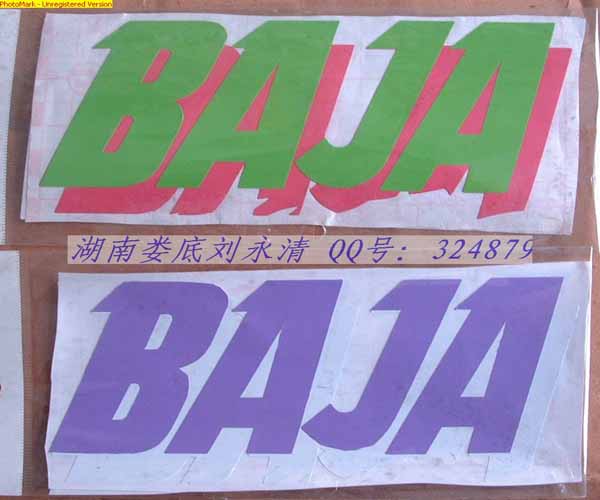 PhotoMark - Unregistered Version
BAJA
湖南娄底刘永清 QQ号: 324879
BAJA